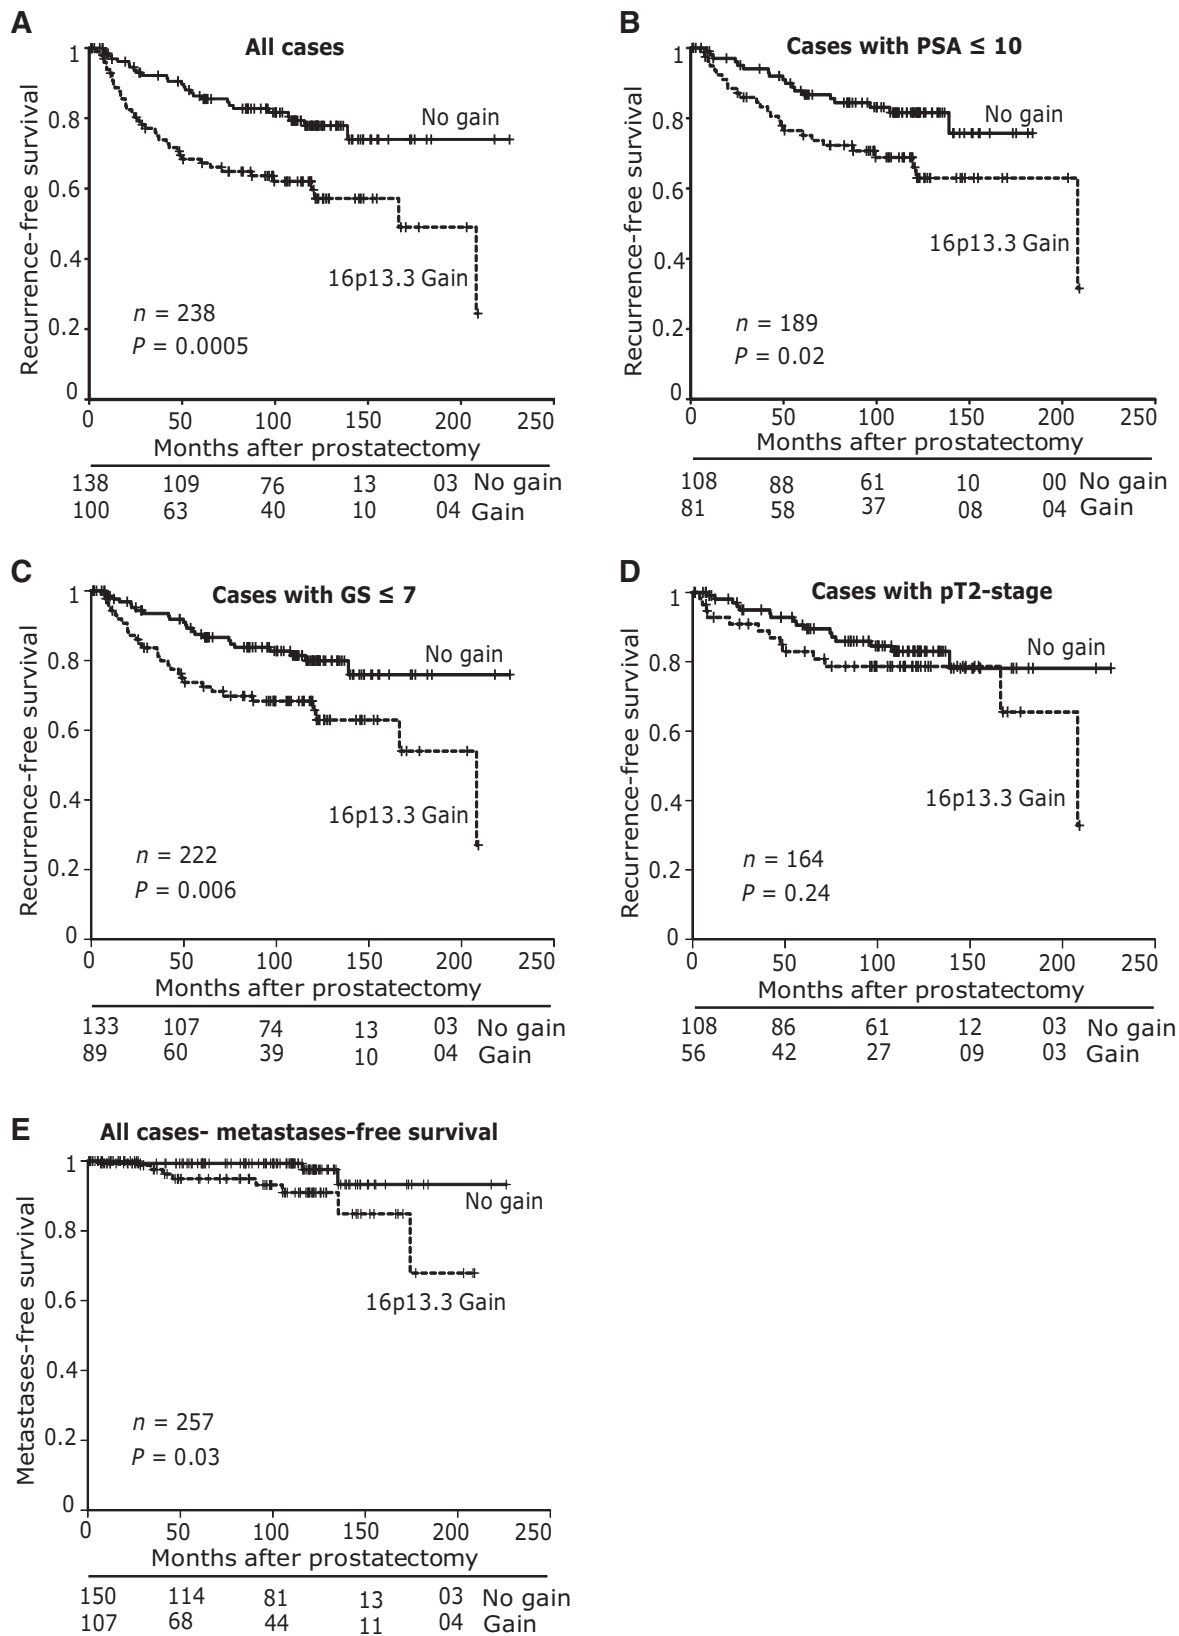 A
All cases
Recurrence-free survival
1
0.8
0.6
0.4
0.2
0
No gain
16p13.3 Gain
n = 238
P = 0.0005
0 50 100 150 200 250
Months after prostatectomy
138 109 76 13 03 No gain
100 63 40 10 04 Gain
B
Cases with PSA ≤ 10
Recurrence-free survival
1
0.8
0.6
0.4
0.2
0
No gain
16p13.3 Gain
n = 189
P = 0.02
0 50 100 150 200 250
Months after prostatectomy
108 88 61 10 00 No gain
81 58 37 08 04 Gain
C
Cases with GS ≤ 7
Recurrence-free survival
1
0.8
0.6
0.4
0.2
0
No gain
16p13.3 Gain
n = 222
P = 0.006
0 50 100 150 200 250
Months after prostatectomy
133 107 74 13 03 No gain
89 60 39 10 04 Gain
D
Cases with pT2-stage
Recurrence-free survival
1
0.8
0.6
0.4
0.2
0
No gain
16p13.3 Gain
n = 164
P = 0.24
0 50 100 150 200 250
Months after prostatectomy
108 86 61 12 03 No gain
56 42 27 09 03 Gain
E
All cases- metastases-free survival
Metastases-free survival
1
0.8
0.6
0.4
0.2
0
No gain
16p13.3 Gain
n = 257
P = 0.03
0 50 100 150 200 250
Months after prostatectomy
150 114 81 13 03 No gain
107 68 44 11 04 Gain